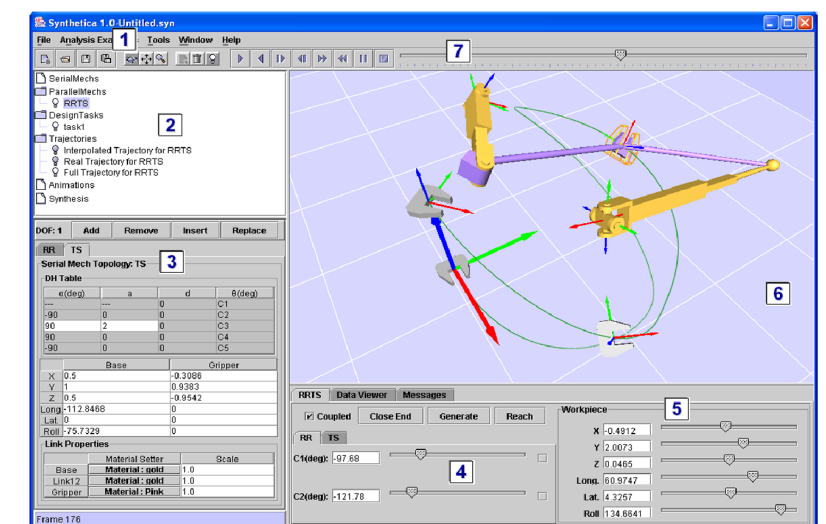 Synthetica 1.0-Untitled.syn
File Analysis Exa Tools Window Help
1
7
SerialMechs
ParallelMechs
RRTS
DesignTasks
task1
2
Trajectories
Interpolated Trajectory for RRTS
Real Trajectory for RRTS
Full Trajectory for RRTS
Animations
Synthesis
DOF: 1 Add Remove Insert Replace
RR TS
Serial Mech Topology: TS
3
DH Table
α(deg) a d θ(deg)
--- --- 0 C1
-90 0 0 C2
90 2 0 C3
90 0 0 C4
-90 0 0 C5
Base Gripper
X 0.5 -0.3086
Y 1 0.9383
Z 0.5 -0.9542
Long -112.8468 0
Lat. 0 0
Roll -75.7329 0
Link Properties
Material Setter Scale
Base Material : gold 1.0
Link12 Material : gold 1.0
Gripper Material : Pink 1.0
Frame 176
6
RRTS Data Viewer Messages
Coupled Close End Generate Reach
RR TS
C1(deg): -97.68
4
C2(deg): -121.78
Workpiece
5
X -0.4912
Y 2.0073
Z 0.0465
Long. 60.9747
Lat. 4.3257
Roll 134.6641